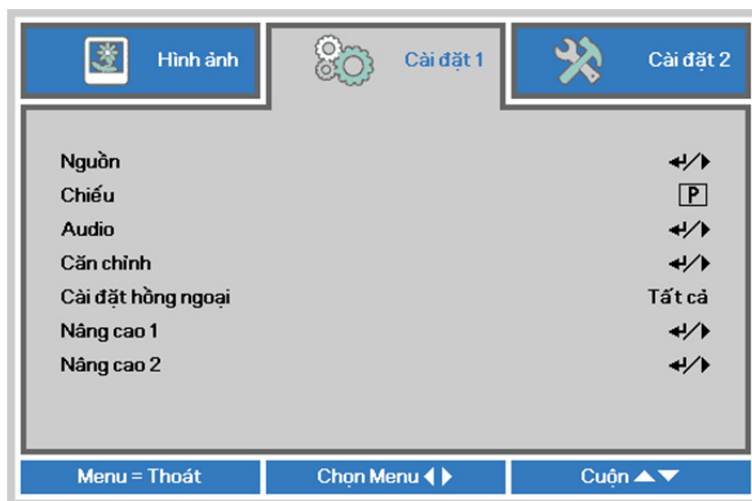 Hình ảnh
Cài đặt 1
Cài đặt 2
Nguồn
Chiếu P
Audio
Căn chỉnh
Cài đặt hồng ngoại Tất cả
Nâng cao 1
Nâng cao 2
Menu = Thoát
Chọn Menu
Cuộn